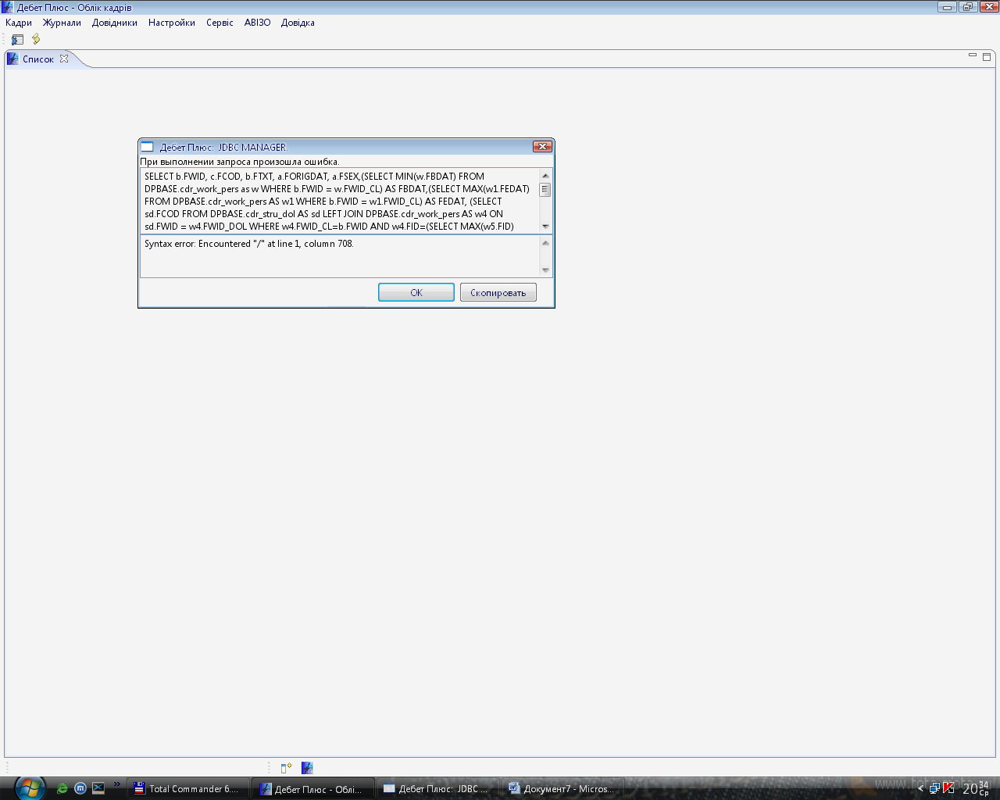 Дебет Плюс - Облік кадрів
Кадри Журнали Довідники Настройки Сервіс АВІЗО Довідка
Список
Дебет Плюс: JDBC MANAGER.
При выполнении запроса произошла ошибка.
SELECT b.FWID, c.FCOD, b.FTXT, a.FORIGDAT, a.FSEX,(SELECT MIN(w.FBDAT) FROM
DPBASE.cdr_work_pers as w WHERE b.FWID = w.FWID_CL) AS FBDAT,(SELECT MAX(w1.FEDAT)
FROM DPBASE.cdr_work_pers AS w1 WHERE b.FWID = w1.FWID_CL) AS FEDAT, (SELECT
sd.FCOD FROM DPBASE.cdr_stru_dol AS sd LEFT JOIN DPBASE.cdr_work_pers AS w4 ON
sd.FWID = w4.FWID_DOL WHERE w4.FWID_CL=b.FWID AND w4.FID=(SELECT MAX(w5.FID)
Syntax error: Encountered "/" at line 1, column 708.
OK Скопировать
Total Commander 6.... Дебет Плюс - Облі... Дебет Плюс: JDBC ... Документ7 - Micros... 20 34 Ср